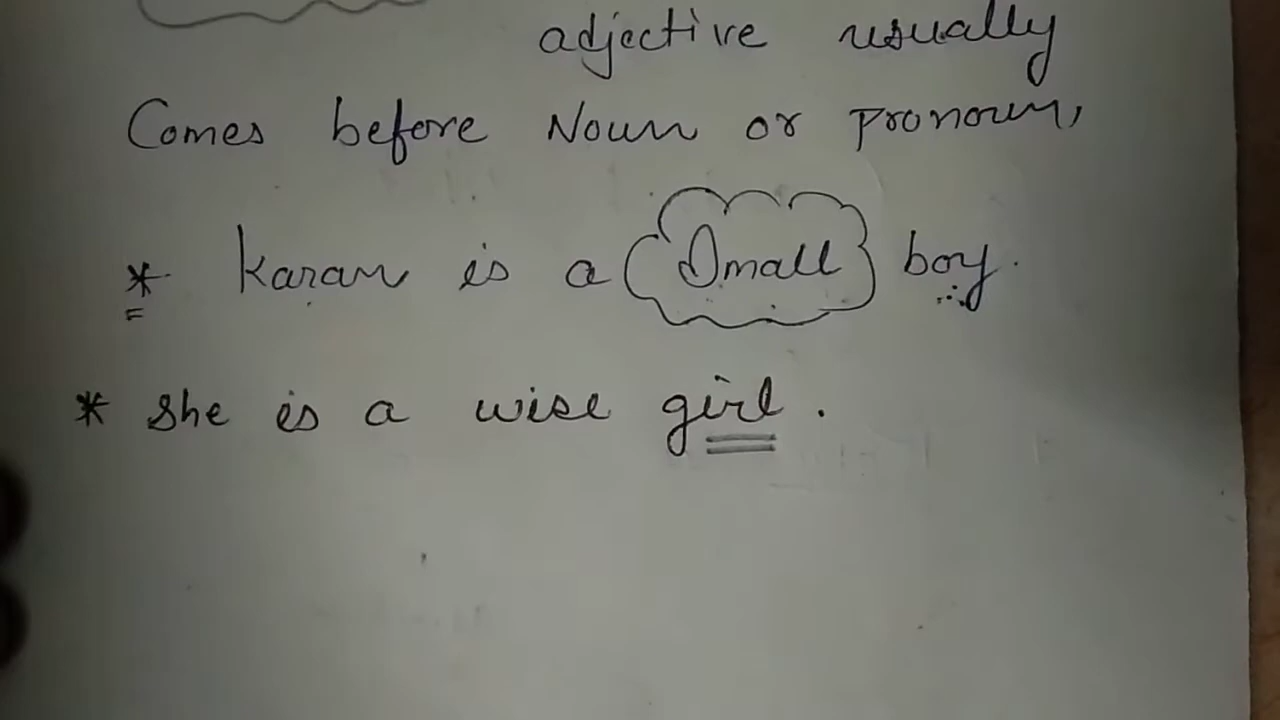 adjective usually
Comes before Noun or pronoun,
* Karan is a Small boy.
* She is a wise girl.